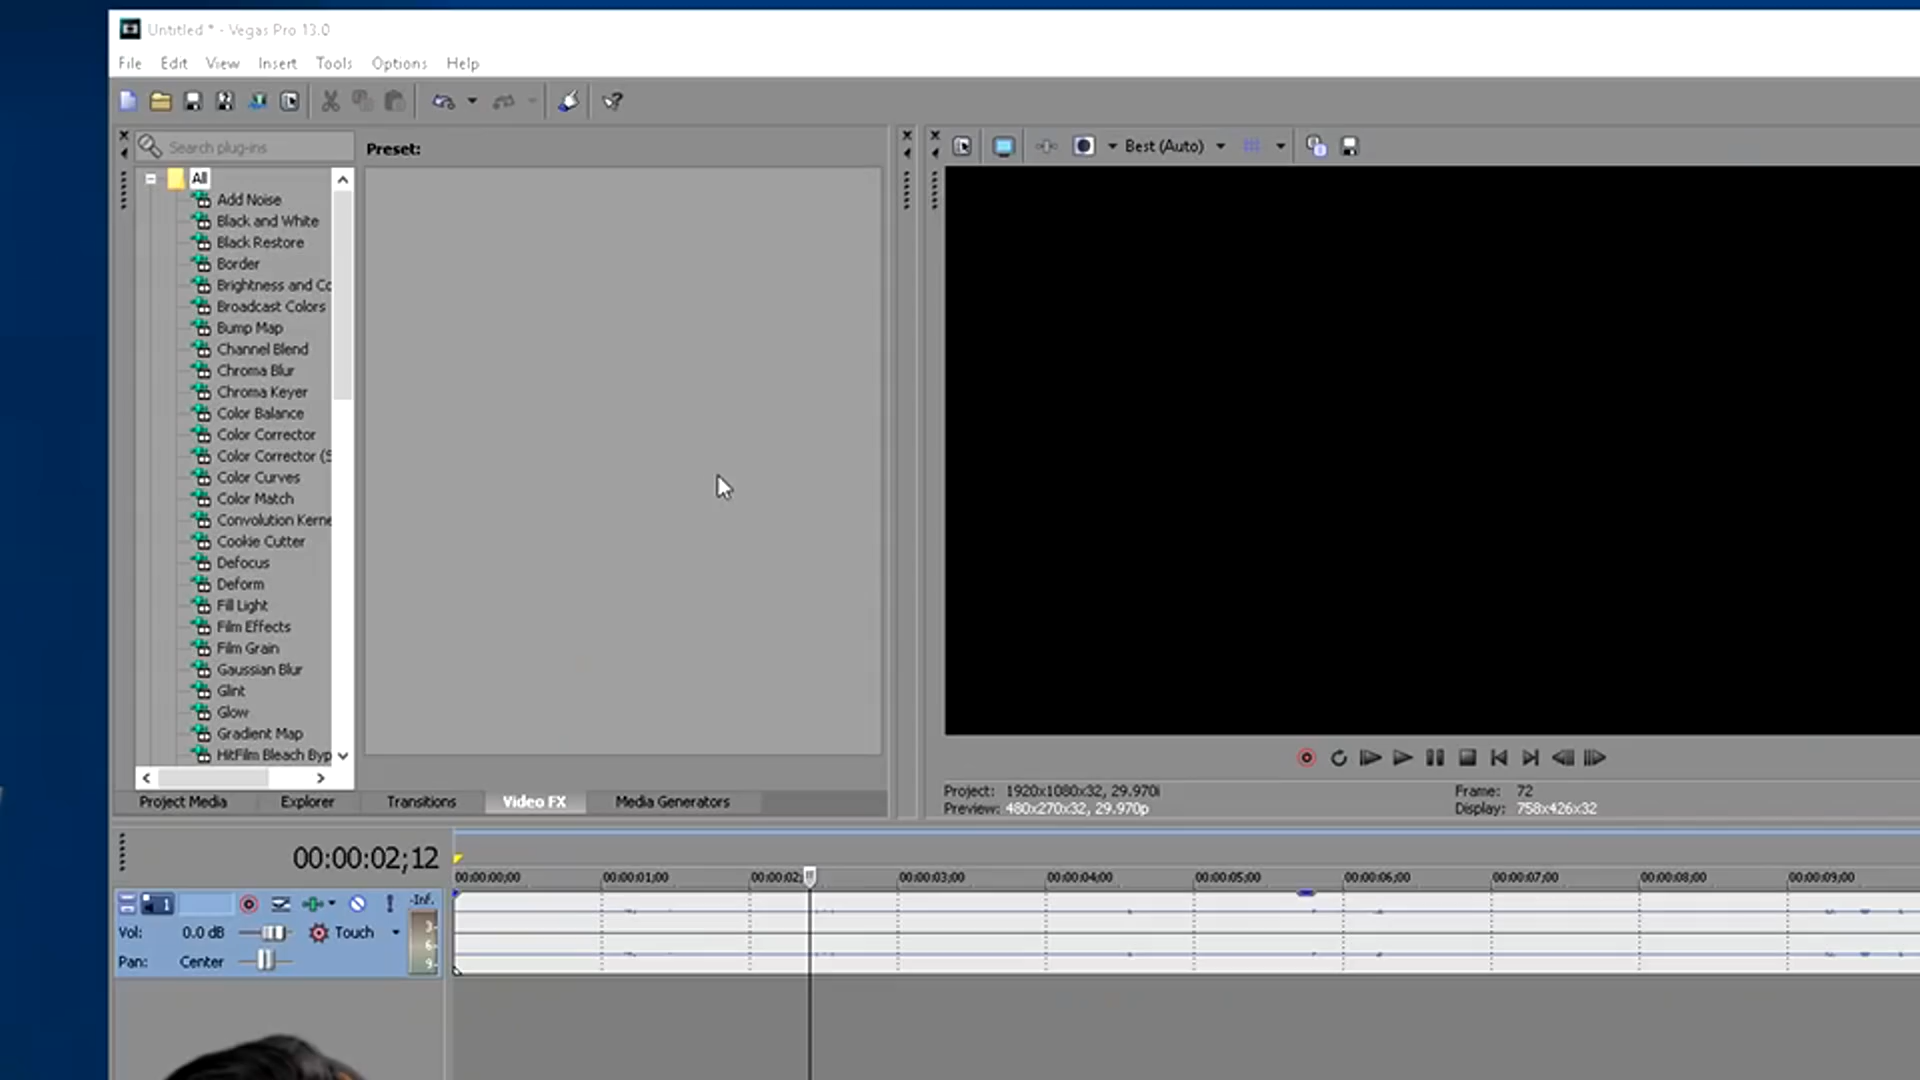 Untitled * - Vegas Pro 13.0
File Edit View Insert Tools Options Help
Search plug-ins
Preset:
Best (Auto)
All
Add Noise
Black and White
Black Restore
Border
Brightness and Co
Broadcast Colors
Bump Map
Channel Blend
Chroma Blur
Chroma Keyer
Color Balance
Color Corrector
Color Corrector (S
Color Curves
Color Match
Convolution Kerne
Cookie Cutter
Defocus
Deform
Fill Light
Film Effects
Film Grain
Gaussian Blur
Glint
Glow
Gradient Map
HitFilm Bleach Byp
Project Media Explorer Transitions Video FX Media Generators
Project: 1920x1080x32, 29.970i Frame: 72
Preview: 480x270x32, 29.970p Display: 758x426x32
00:00:02;12
00:00:00;00 00:00:01;00 00:00:02; 00:00:03;00 00:00:04;00 00:00:05;00 00:00:06;00 00:00:07;00 00:00:08;00 00:00:09;00
1 -Inf.
Vol: 0.0 dB Touch 3-
6-
Pan: Center 9-